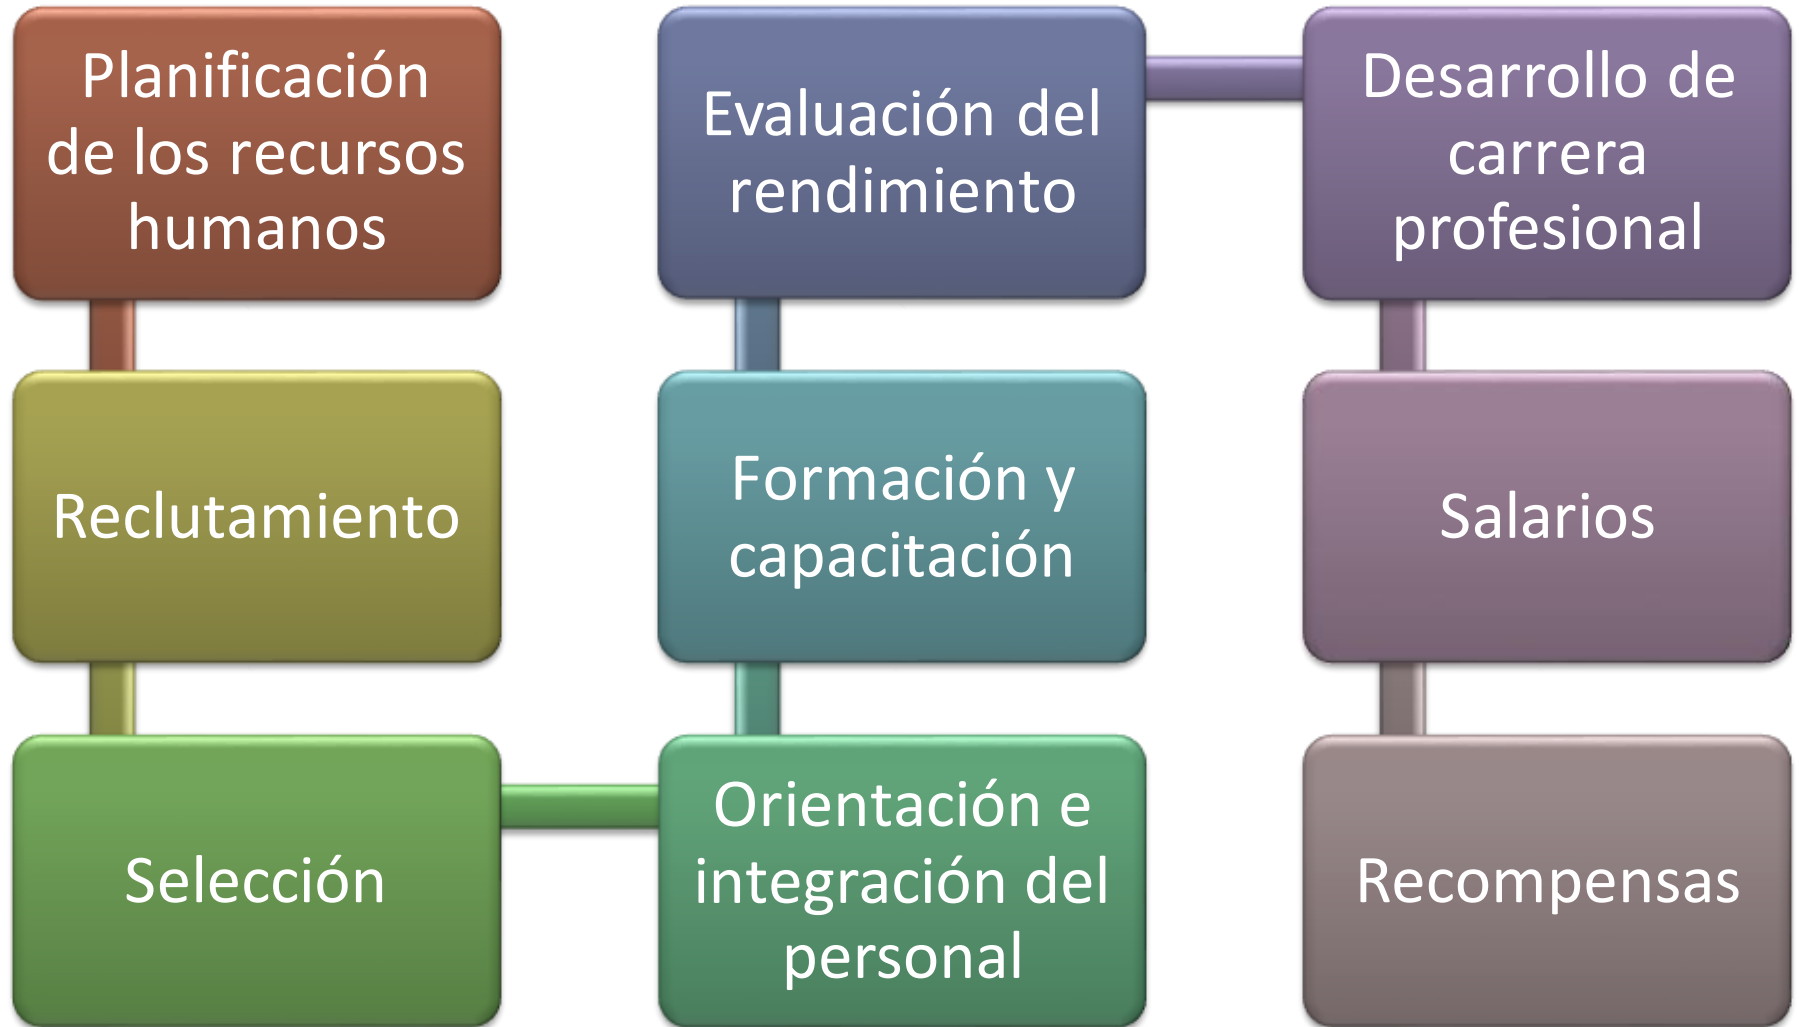 Planificación
de los recursos
humanos
Reclutamiento
Selección
Orientación e
integración del
personal
Formación y
capacitación
Evaluación del
rendimiento
Desarrollo de
carrera
profesional
Salarios
Recompensas